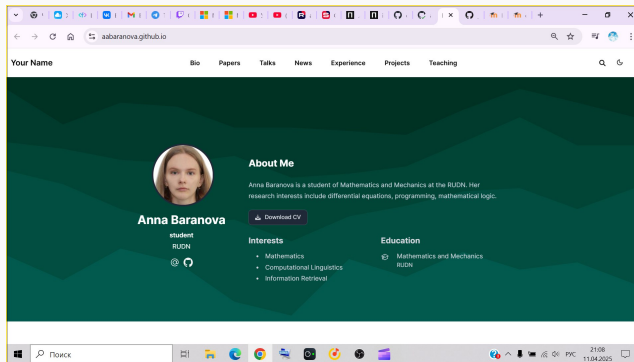 aabaranova.github.io
Your Name
Bio
Papers
Talks
News
Experience
Projects
Teaching
About Me
Anna Baranova is a student of Mathematics and Mechanics at the RUDN. Her
research interests include differential equations, programming, mathematical logic.
Download CV
Anna Baranova
student
RUDN
Interests
Mathematics
Computational Linguistics
Information Retrieval
Education
Mathematics and Mechanics
RUDN
Поиск
РУС
21:08
11.04.2025